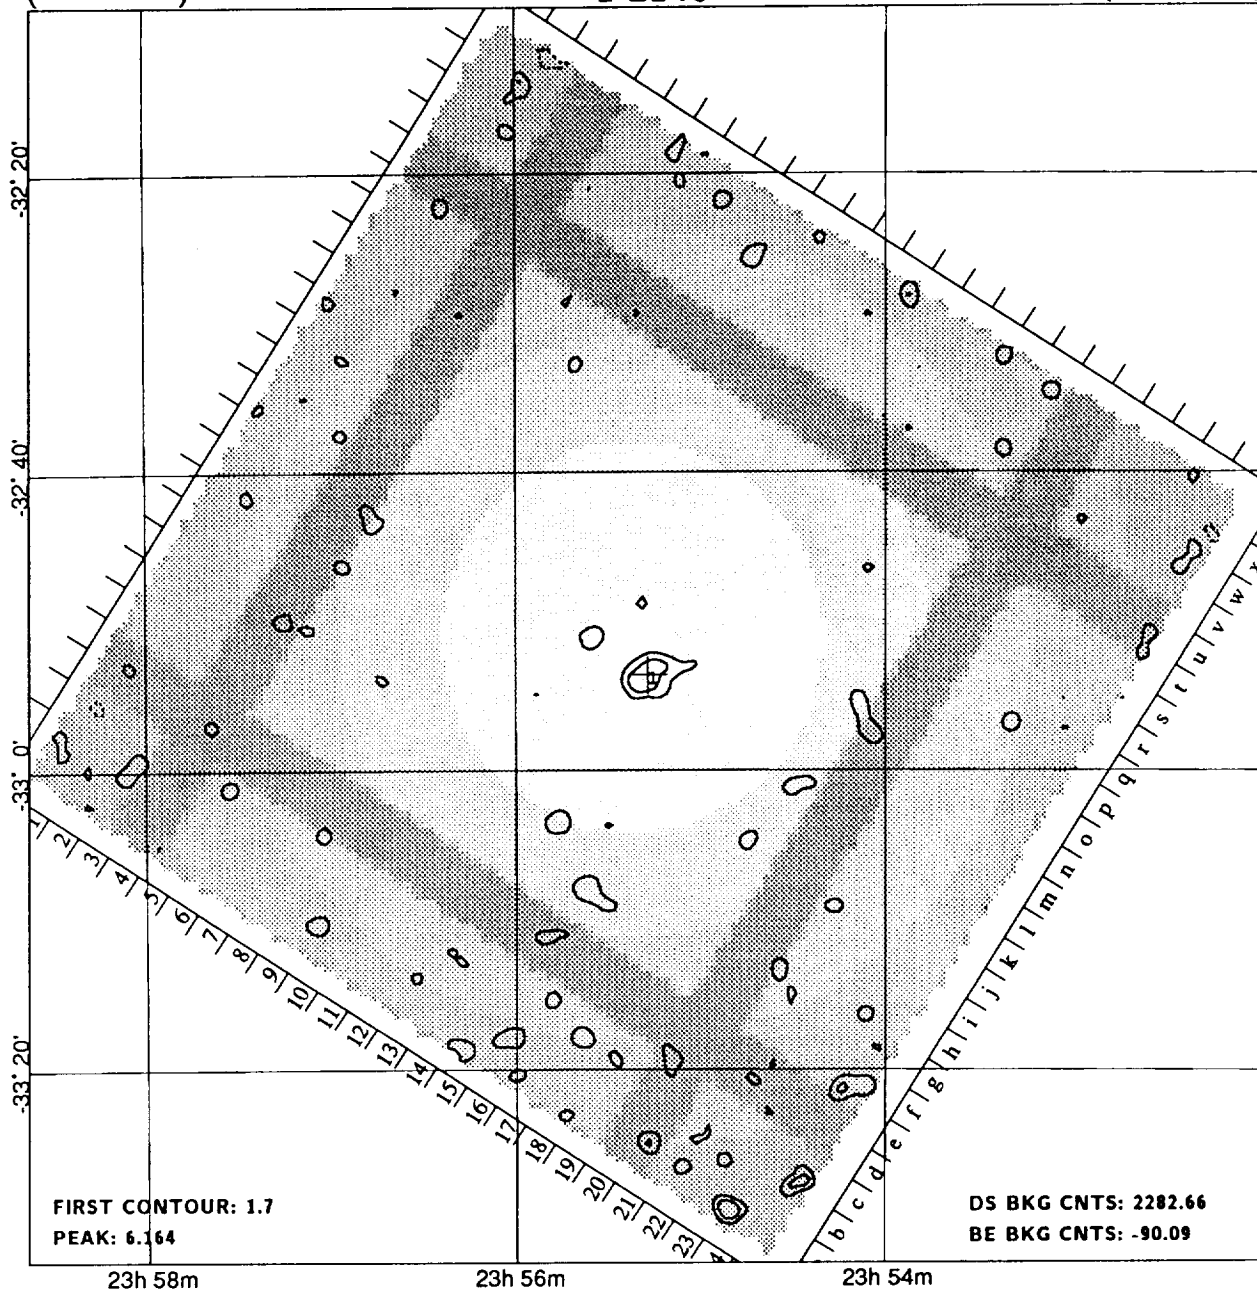 -32° 20'
-32° 40'
-33° 0'
-33° 20'
1 2 3 4 5 6 7 8 9 10 11 12 13 14 15 16 17 18 19 20 21 22 23
b c d e f g h i j k l m n o p q r s t u v w x
FIRST CONTOUR: 1.7
PEAK: 6.164
DS BKG CNTS: 2282.66
BE BKG CNTS: -90.09
23h 58m
23h 56m
23h 54m